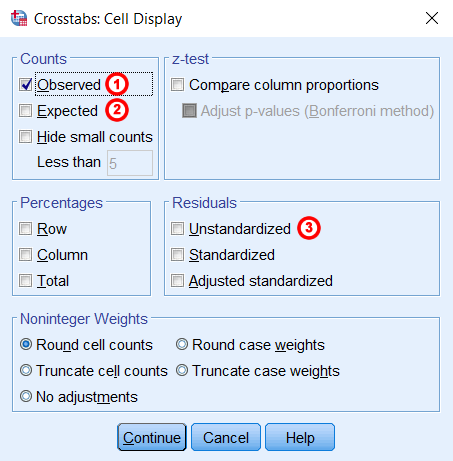 Crosstabs: Cell Display
Counts
Observed 1
Expected 2
Hide small counts
Less than 5
z-test
Compare column proportions
Adjust p-values (Bonferroni method)
Percentages
Row
Column
Total
Residuals
Unstandardized 3
Standardized
Adjusted standardized
Noninteger Weights
Round cell counts
Round case weights
Truncate cell counts
Truncate case weights
No adjustments
Continue
Cancel
Help